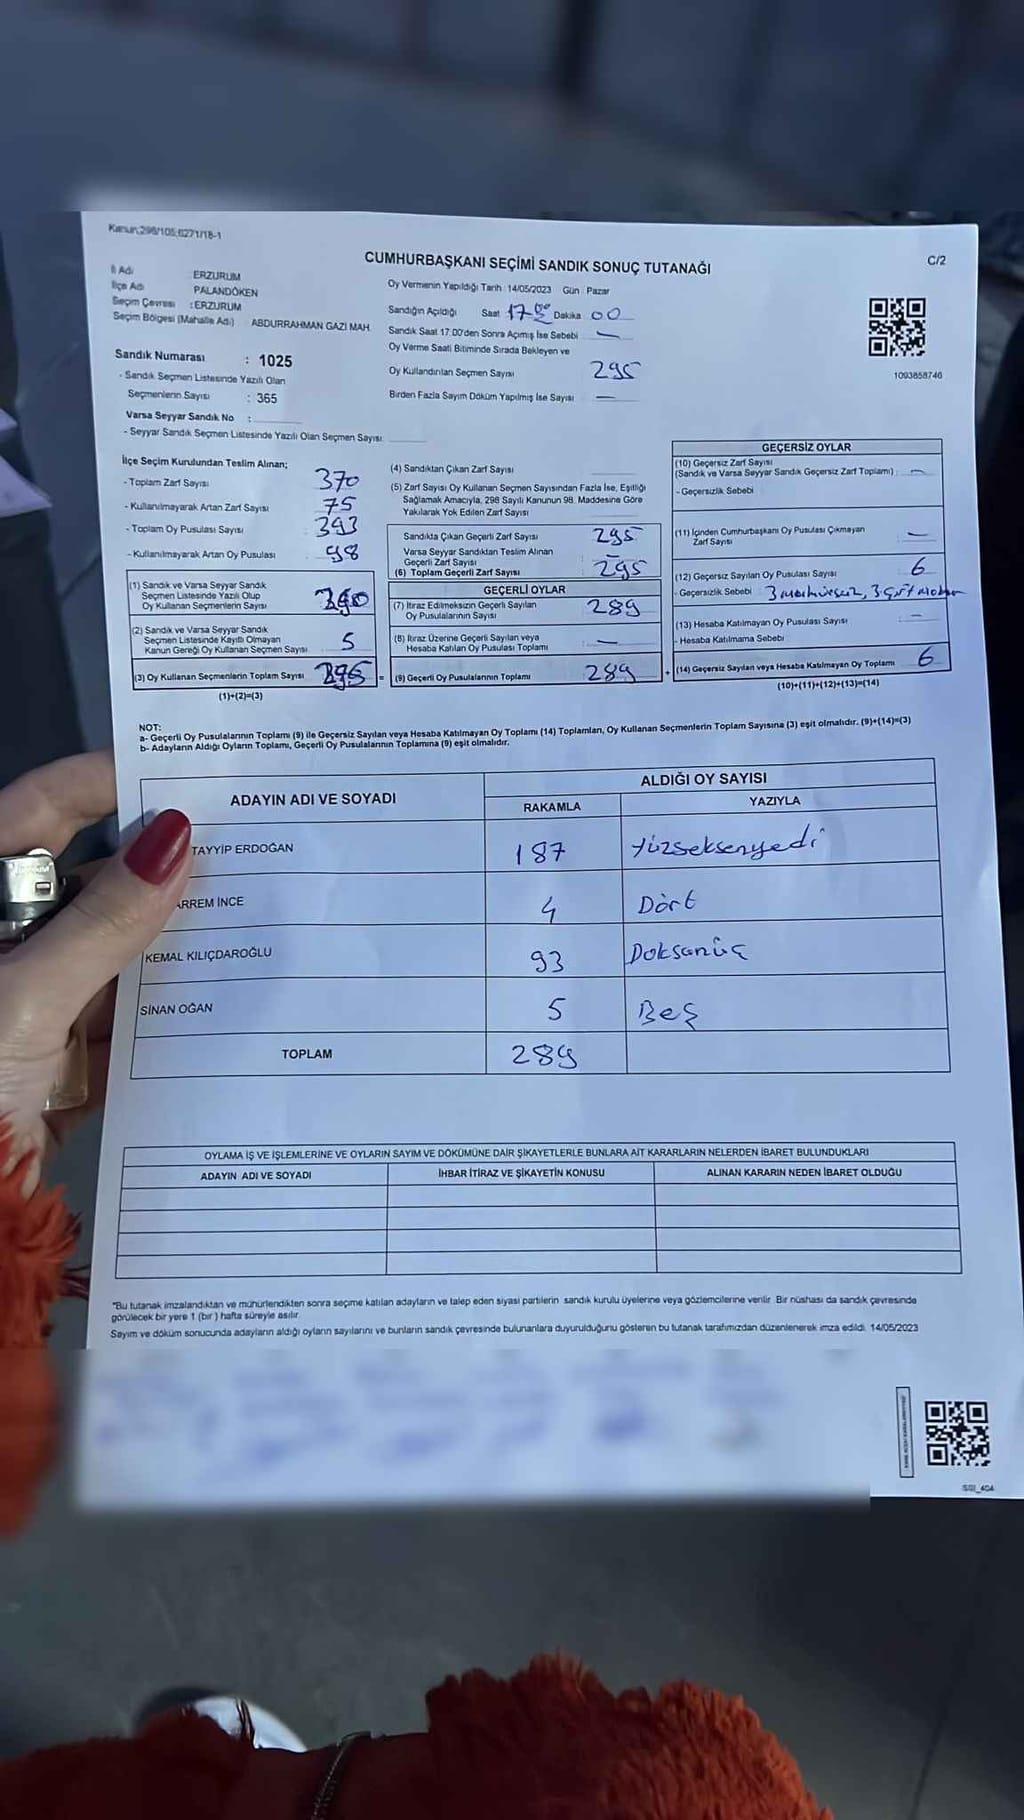 Kanun;298/105;6271/18-1
CUMHURBAŞKANI SEÇİMİ SANDIK SONUÇ TUTANAĞI
C/2
İl Adı : ERZURUM
İlçe Adı PALANDÖKEN
Seçim Çevresi : ERZURUM
Seçim Bölgesi (Mahalle Adı) ABDURRAHMAN GAZİ MAH.
Oy Vermenin Yapıldığı Tarih : 14/05/2023 Gün : Pazar
Sandığın Açıldığı Saat 17:00 Dakika 00
Sandık Saat 17.00'den Sonra Açılmış İse Sebebi —
Oy Verme Saati Bitiminde Sırada Bekleyen ve
Oy Kullandırılan Seçmen Sayısı 295
Birden Fazla Sayım Döküm Yapılmış İse Sayısı —
1093858746
Sandık Numarası : 1025
- Sandık Seçmen Listesinde Yazılı Olan
Seçmenlerin Sayısı : 365
Varsa Seyyar Sandık No :
- Seyyar Sandık Seçmen Listesinde Yazılı Olan Seçmen Sayısı:
İlçe Seçim Kurulundan Teslim Alınan;
- Toplam Zarf Sayısı 370
- Kullanılmayarak Artan Zarf Sayısı 75
- Toplam Oy Pusulası Sayısı 393
- Kullanılmayarak Artan Oy Pusulası 98
(1) Sandık ve Varsa Seyyar Sandık
Seçmen Listesinde Yazılı Olup
Oy Kullanan Seçmenlerin Sayısı
(2) Sandık ve Varsa Seyyar Sandık
Seçmen Listesinde Kayıtlı Olmayan
Kanun Gereği Oy Kullanan Seçmen Sayısı 5
(3) Oy Kullanan Seçmenlerin Toplam Sayısı
(1)+(2)=(3)
(4) Sandıktan Çıkan Zarf Sayısı
(5) Zarf Sayısı Oy Kullanan Seçmen Sayısından Fazla İse, Eşitliği
Sağlamak Amacıyla, 298 Sayılı Kanunun 98. Maddesine Göre
Yakılarak Yok Edilen Zarf Sayısı
Sandıkta Çıkan Geçerli Zarf Sayısı 295
Varsa Seyyar Sandıktan Teslim Alınan
Geçerli Zarf Sayısı —
(6) Toplam Geçerli Zarf Sayısı 295
GEÇERLİ OYLAR
(7) İtiraz Edilmeksizin Geçerli Sayılan
Oy Pusulalarının Sayısı 289
(8) İtiraz Üzerine Geçerli Sayılan veya
Hesaba Katılan Oy Pusulası Toplamı —
= (9) Geçerli Oy Pusulalarının Toplamı 289
GEÇERSİZ OYLAR
(10) Geçersiz Zarf Sayısı
(Sandık ve Varsa Seyyar Sandık Geçersiz Zarf Toplamı) : —
- Geçersizlik Sebebi
(11) İçinden Cumhurbaşkanı Oy Pusulası Çıkmayan
Zarf Sayısı —
(12) Geçersiz Sayılan Oy Pusulası Sayısı 6
- Geçersizlik Sebebi 3 mühürsüz, 3 çift mühür
(13) Hesaba Katılmayan Oy Pusulası Sayısı —
- Hesaba Katılmama Sebebi
+ (14) Geçersiz Sayılan veya Hesaba Katılmayan Oy Toplamı 6
(10)+(11)+(12)+(13)=(14)
NOT:
a- Geçerli Oy Pusulalarının Toplamı (9) ile Geçersiz Sayılan veya Hesaba Katılmayan Oy Toplamı (14) Toplamları, Oy Kullanan Seçmenlerin Toplam Sayısına (3) eşit olmalıdır. (9)+(14)=(3)
b- Adayların Aldığı Oyların Toplamı, Geçerli Oy Pusulalarının Toplamına (9) eşit olmalıdır.
ADAYIN ADI VE SOYADI
ALDIĞI OY SAYISI
RAKAMLA YAZIYLA
TAYYİP ERDOĞAN 187 Yüzseksenyedi
RREM İNCE 4 Dört
KEMAL KILIÇDAROĞLU 93 Doksanüç
SİNAN OĞAN 5 Beş
TOPLAM 289
OYLAMA İŞ VE İŞLEMLERİNE VE OYLARIN SAYIM VE DÖKÜMÜNE DAİR ŞİKAYETLERLE BUNLARA AİT KARARLARIN NELERDEN İBARET BULUNDUKLARI
ADAYIN ADI VE SOYADI İHBAR İTİRAZ VE ŞİKAYETİN KONUSU ALINAN KARARIN NEDEN İBARET OLDUĞU
*Bu tutanak imzalandıktan ve mühürlendikten sonra seçime katılan adayların ve talep eden siyasi partilerin sandık kurulu üyelerine veya gözlemcilerine verilir. Bir nüshası da sandık çevresinde
görülecek bir yere 1 (bir) hafta süreyle asılır.
Sayım ve döküm sonucunda adayların aldığı oyların sayılarını ve bunların sandık çevresinde bulunanlara duyurulduğunu gösteren bu tutanak tarafımızdan düzenlenerek imza edildi. 14/05/2023
SGI_404